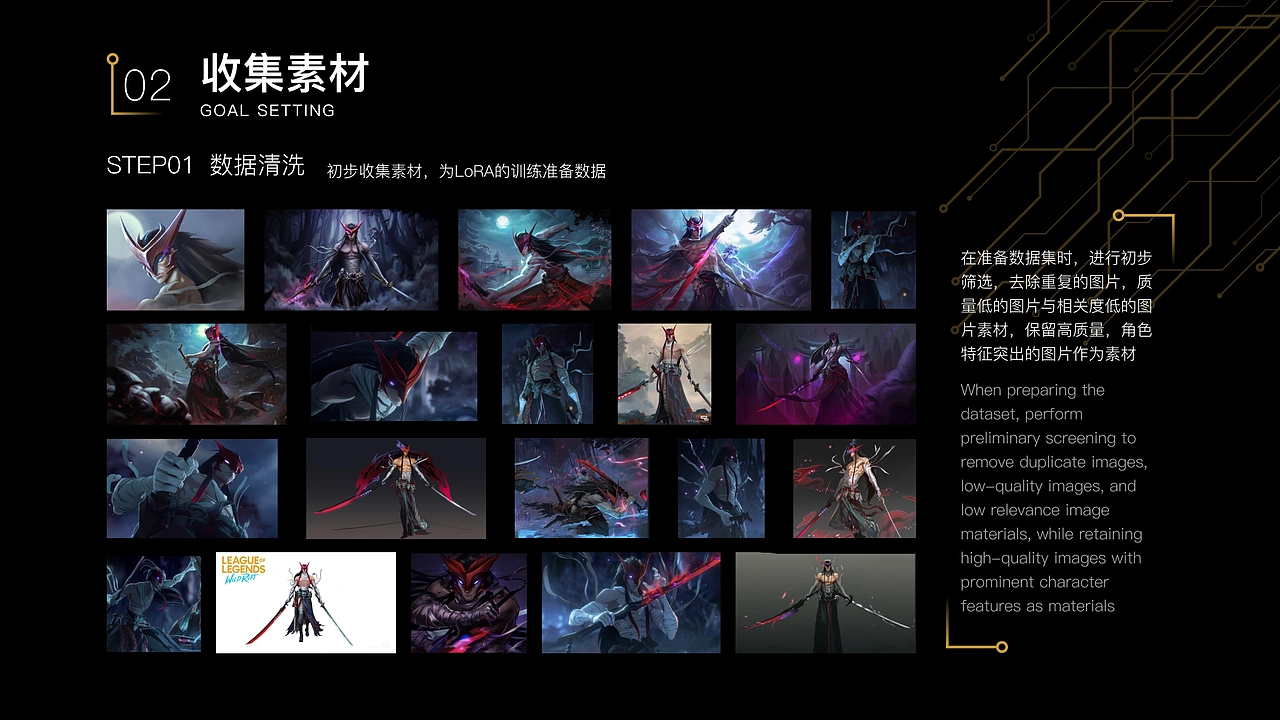 02
收集素材
GOAL SETTING
STEP01 数据清洗 初步收集素材，为LoRA的训练准备数据
在准备数据集时，进行初步
筛选，去除重复的图片，质
量低的图片与相关度低的图
片素材，保留高质量，角色
特征突出的图片作为素材
When preparing the
dataset, perform
preliminary screening to
remove duplicate images,
low-quality images, and
low relevance image
materials, while retaining
high-quality images with
prominent character
features as materials
LEAGUE OF
LEGENDS
WILD RIFT